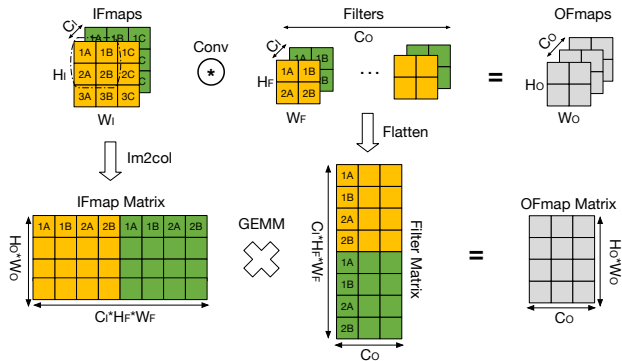 IFmaps
Filters
OFmaps
CI
1A 1B 1C
1A 1B 1C
2A 2B 2C
3A 3B 3C
C
C
HI
WI
Conv
*
CO
CI
1B
1A 1B
2A 2B
B
HF
WF
...
=
CO
HO
WO
Im2col
Flatten
IFmap Matrix
1A 1B 2A 2B 1A 1B 2A 2B
HO*WO
CI*HF*WF
GEMM
1A
1B
2A
2B
1A
1B
2A
2B
CI*HF*WF
Filter Matrix
CO
=
OFmap Matrix
HO*WO
CO